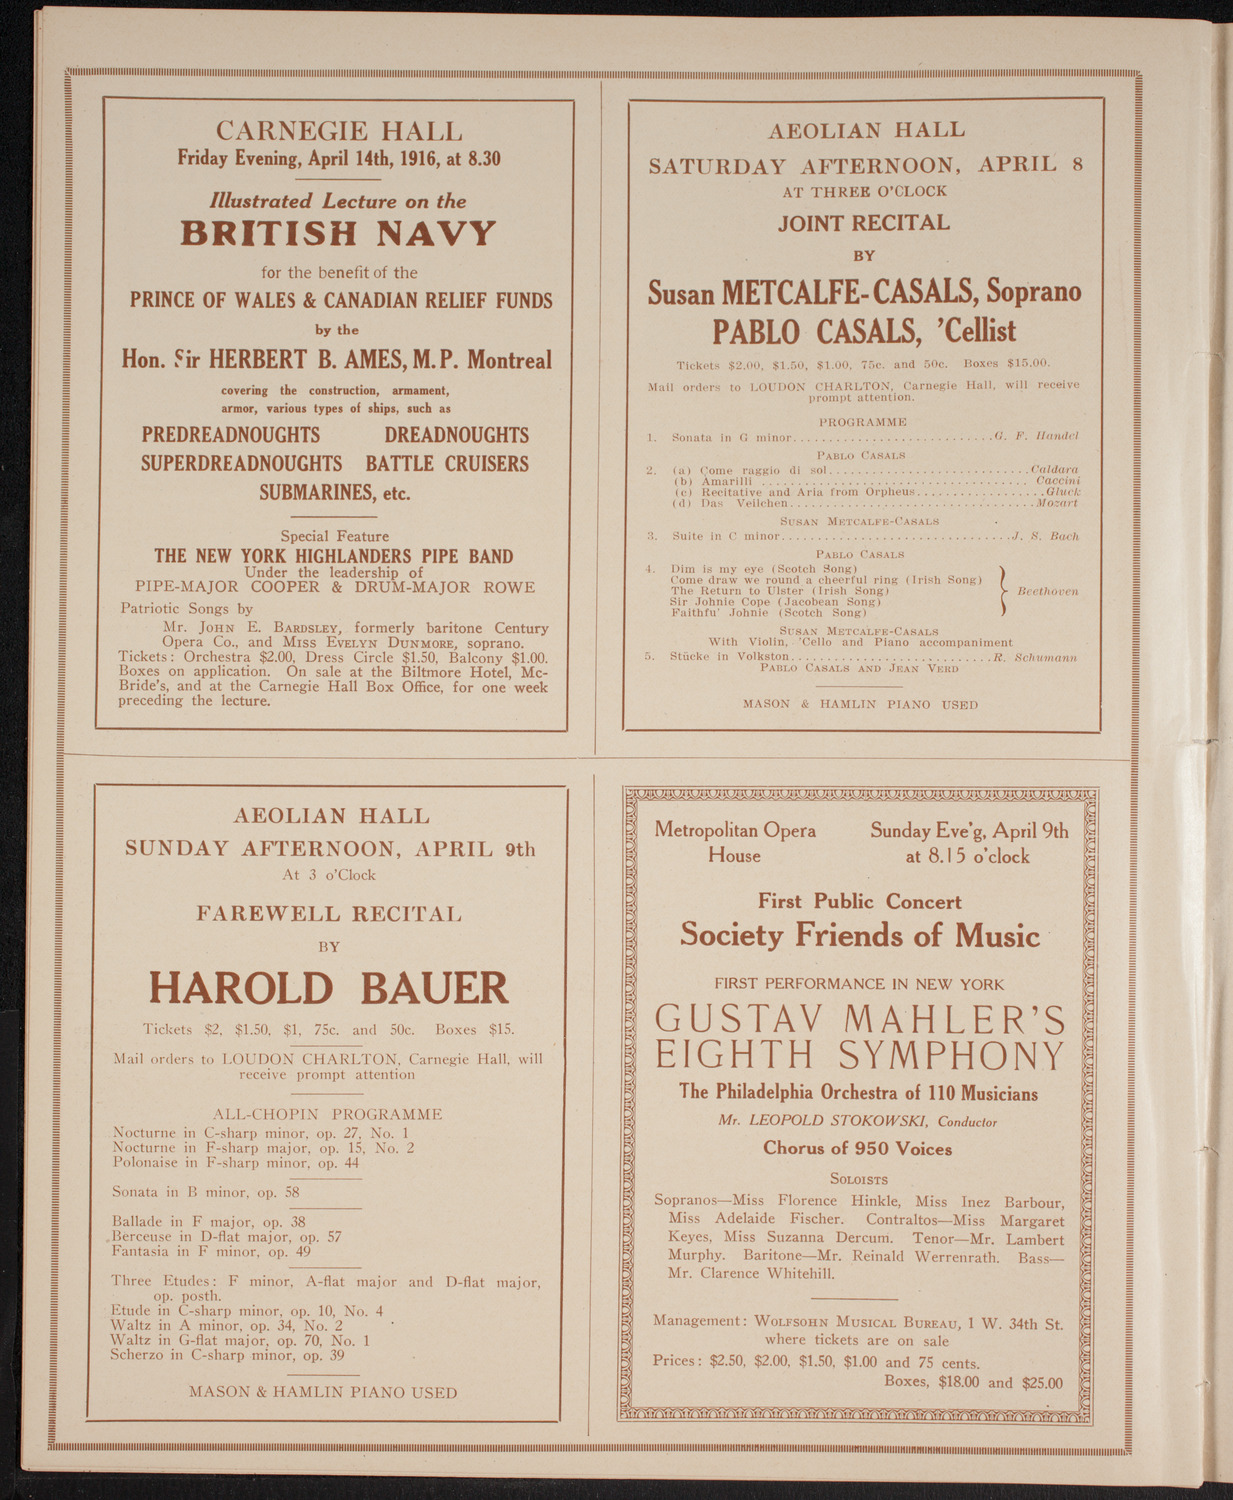 CARNEGIE HALL
Friday Evening, April 14th, 1916, at 8.30
Illustrated Lecture on the
BRITISH NAVY
for the benefit of the
PRINCE OF WALES & CANADIAN RELIEF FUNDS
by the
Hon. Sir HERBERT B. AMES, M.P. Montreal
covering the construction, armament,
armor, various types of ships, such as
PREDREADNOUGHTS DREADNOUGHTS
SUPERDREADNOUGHTS BATTLE CRUISERS
SUBMARINES, etc.
Special Feature
THE NEW YORK HIGHLANDERS PIPE BAND
Under the leadership of
PIPE-MAJOR COOPER & DRUM-MAJOR ROWE
Patriotic Songs by
Mr. JOHN E. BARDSLEY, formerly baritone Century
Opera Co., and MISS EVELYN DUNMORE, soprano.
Tickets: Orchestra $2.00, Dress Circle $1.50, Balcony $1.00.
Boxes on application. On sale at the Biltmore Hotel, Mc-
Bride's, and at the Carnegie Hall Box Office, for one week
preceding the lecture.
AEOLIAN HALL
SATURDAY AFTERNOON, APRIL 8
AT THREE O'CLOCK
JOINT RECITAL
BY
Susan METCALFE-CASALS, Soprano
PABLO CASALS, 'Cellist
Tickets $2.00, $1.50, $1.00, 75c. and 50c. Boxes $15.00.
Mail orders to LOUDON CHARLTON, Carnegie Hall, will receive
prompt attention.
PROGRAMME
1. Sonata in G minor............................G. F. Handel
PABLO CASALS
2. (a) Come raggio di sol............................Caldara
(b) Amarilli .....................................Caccini
(c) Recitative and Aria from Orpheus..................Gluck
(d) Das Veilchen...................................Mozart
SUSAN METCALFE-CASALS
3. Suite in C minor................................J. S. Bach
PABLO CASALS
4. Dim is my eye (Scotch Song)
Come draw we round a cheerful ring (Irish Song)
The Return to Ulster (Irish Song) Beethoven
Sir Johnie Cope (Jacobean Song)
Faithfu' Johnie (Scotch Song)
SUSAN METCALFE-CASALS
With Violin, 'Cello and Piano accompaniment
5. Stücke in Volkston............................R. Schumann
PABLO CASALS AND JEAN VERD
MASON & HAMLIN PIANO USED
AEOLIAN HALL
SUNDAY AFTERNOON, APRIL 9th
At 3 o'Clock
FAREWELL RECITAL
BY
HAROLD BAUER
Tickets $2, $1.50, $1, 75c. and 50c. Boxes $15.
Mail orders to LOUDON CHARLTON, Carnegie Hall, will
receive prompt attention
ALL-CHOPIN PROGRAMME
Nocturne in C-sharp minor, op. 27, No. 1
Nocturne in F-sharp major, op. 15, No. 2
Polonaise in F-sharp minor, op. 44
Sonata in B minor, op. 58
Ballade in F major, op. 38
Berceuse in D-flat major, op. 57
Fantasia in F minor, op. 49
Three Etudes: F minor, A-flat major and D-flat major,
op. posth.
Etude in C-sharp minor, op. 10, No. 4
Waltz in A minor, op. 34, No. 2
Waltz in G-flat major, op. 70, No. 1
Scherzo in C-sharp minor, op. 39
MASON & HAMLIN PIANO USED
Metropolitan Opera Sunday Eve'g, April 9th
House at 8.15 o'clock
First Public Concert
Society Friends of Music
FIRST PERFORMANCE IN NEW YORK
GUSTAV MAHLER'S
EIGHTH SYMPHONY
The Philadelphia Orchestra of 110 Musicians
Mr. LEOPOLD STOKOWSKI, Conductor
Chorus of 950 Voices
SOLOISTS
Sopranos—Miss Florence Hinkle, Miss Inez Barbour,
Miss Adelaide Fischer. Contraltos—Miss Margaret
Keyes, Miss Suzanna Dercum. Tenor—Mr. Lambert
Murphy. Baritone—Mr. Reinald Werrenrath. Bass—
Mr. Clarence Whitehill.
Management: WOLFSOHN MUSICAL BUREAU, 1 W. 34th St.
where tickets are on sale
Prices: $2.50, $2.00, $1.50, $1.00 and 75 cents.
Boxes, $18.00 and $25.00